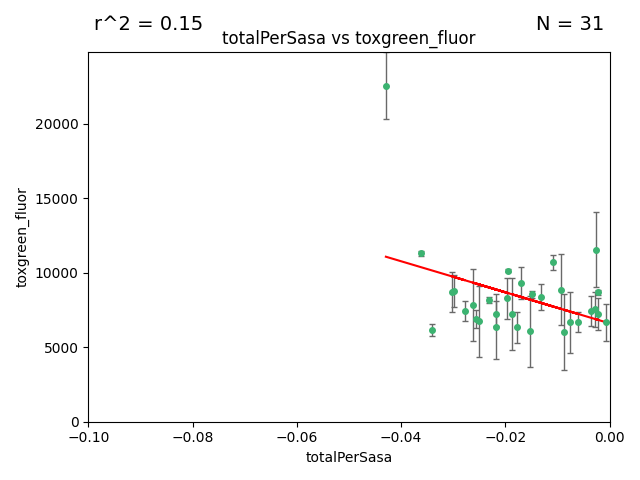 r^2 = 0.15
N = 31
totalPerSasa vs toxgreen_fluor
toxgreen_fluor
20000
15000
10000
5000
0
−0.10
−0.08
−0.06
−0.04
−0.02
0.00
totalPerSasa